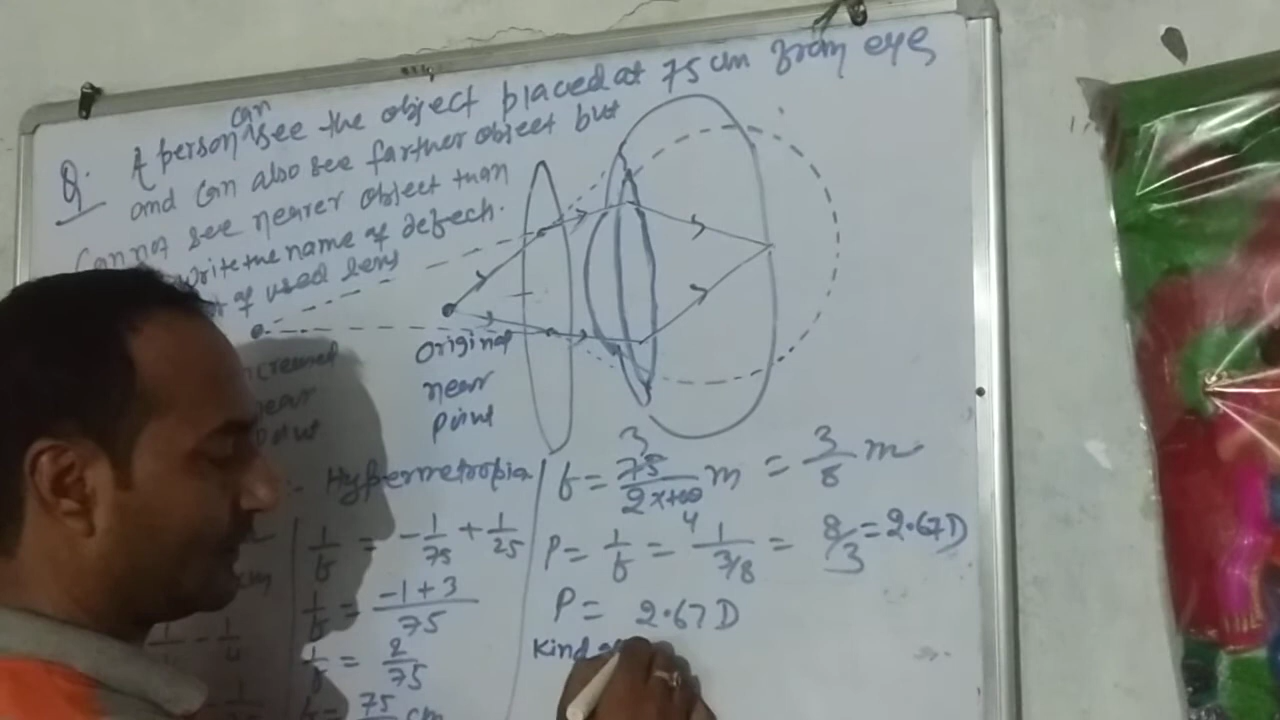 Q. A person can see the object placed at 75 cm from eye
and can also see farther object but
Cannot see nearer object than
write the name of defect.
of used lens
Original
near
point
Hypermetropia
1/f = -1/75 + 1/25
1/f = -1+3/75
1/f = 2/75
75 cm
f = 75/2×100 m = 3/8 m
3
4
P = 1/f = 1/3/8 = 8/3 = 2.67D
P = 2.67D
Kind